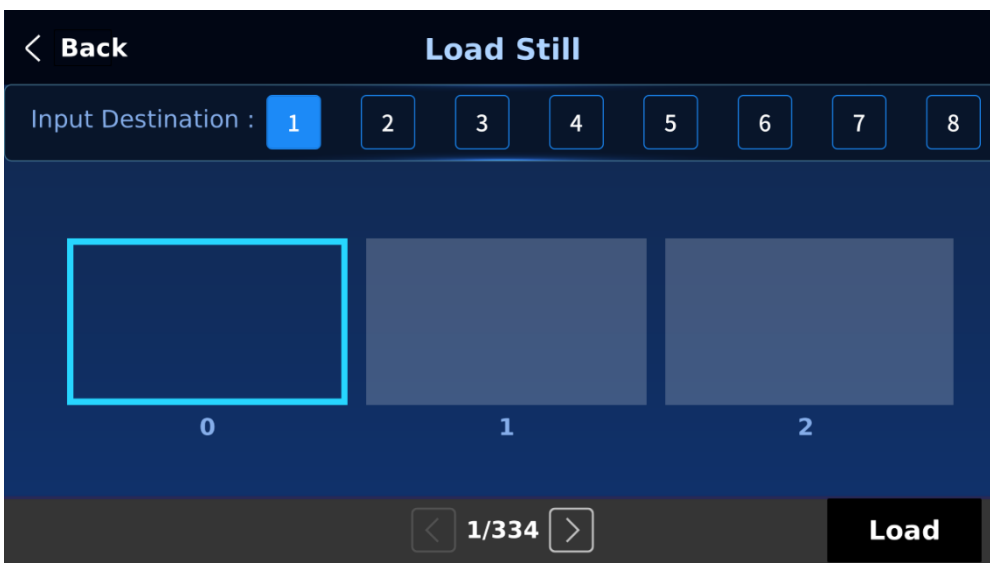 Back
Load Still
Input Destination : 1 2 3 4 5 6 7 8
0 1 2
1/334
Load